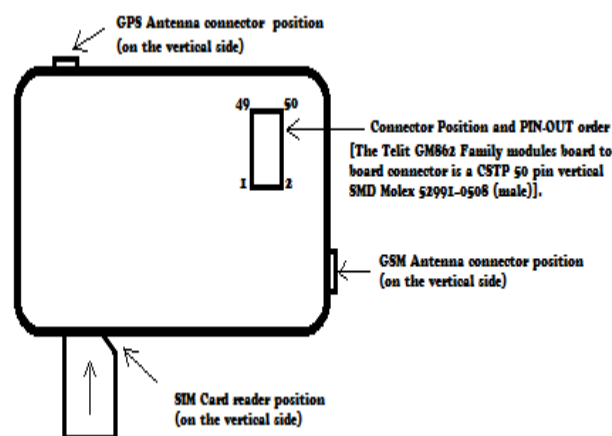 GPS Antenna connector position
(on the vertical side)
49 50
Connector Position and PIN-OUT order
[The Telit GM862 Family modules board to
board connector is a CSTP 50 pin vertical
SMD Molex 52991-0508 (male)].
1 2
GSM Antenna connector position
(on the vertical side)
SIM Card reader position
(on the vertical side)